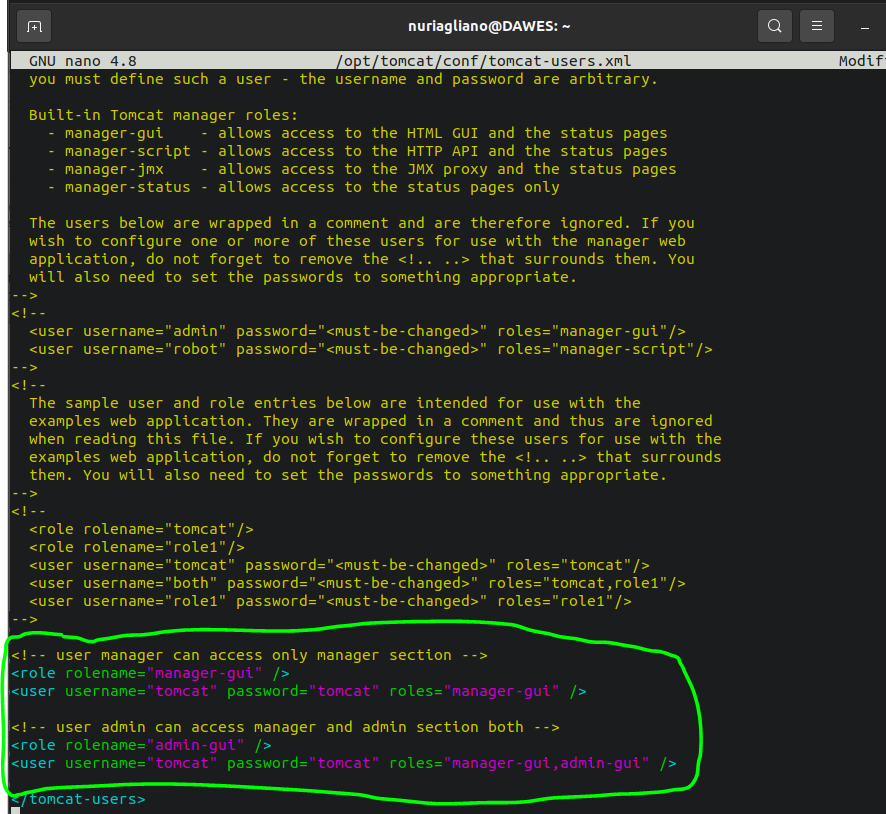 nuriagliano@DAWES: ~
GNU nano 4.8 /opt/tomcat/conf/tomcat-users.xml Modif
you must define such a user - the username and password are arbitrary.
Built-in Tomcat manager roles:
- manager-gui    - allows access to the HTML GUI and the status pages
- manager-script - allows access to the HTTP API and the status pages
- manager-jmx    - allows access to the JMX proxy and the status pages
- manager-status - allows access to the status pages only
The users below are wrapped in a comment and are therefore ignored. If you
wish to configure one or more of these users for use with the manager web
application, do not forget to remove the <!.. ..> that surrounds them. You
will also need to set the passwords to something appropriate.
-->
<!--
<user username="admin" password="<must-be-changed>" roles="manager-gui"/>
<user username="robot" password="<must-be-changed>" roles="manager-script"/>
-->
<!--
The sample user and role entries below are intended for use with the
examples web application. They are wrapped in a comment and thus are ignored
when reading this file. If you wish to configure these users for use with the
examples web application, do not forget to remove the <!.. ..> that surrounds
them. You will also need to set the passwords to something appropriate.
-->
<!--
<role rolename="tomcat"/>
<role rolename="role1"/>
<user username="tomcat" password="<must-be-changed>" roles="tomcat"/>
<user username="both" password="<must-be-changed>" roles="tomcat,role1"/>
<user username="role1" password="<must-be-changed>" roles="role1"/>
-->
<!-- user manager can access only manager section -->
<role rolename="manager-gui" />
<user username="tomcat" password="tomcat" roles="manager-gui" />
<!-- user admin can access manager and admin section both -->
<role rolename="admin-gui" />
<user username="tomcat" password="tomcat" roles="manager-gui,admin-gui" />
</tomcat-users>